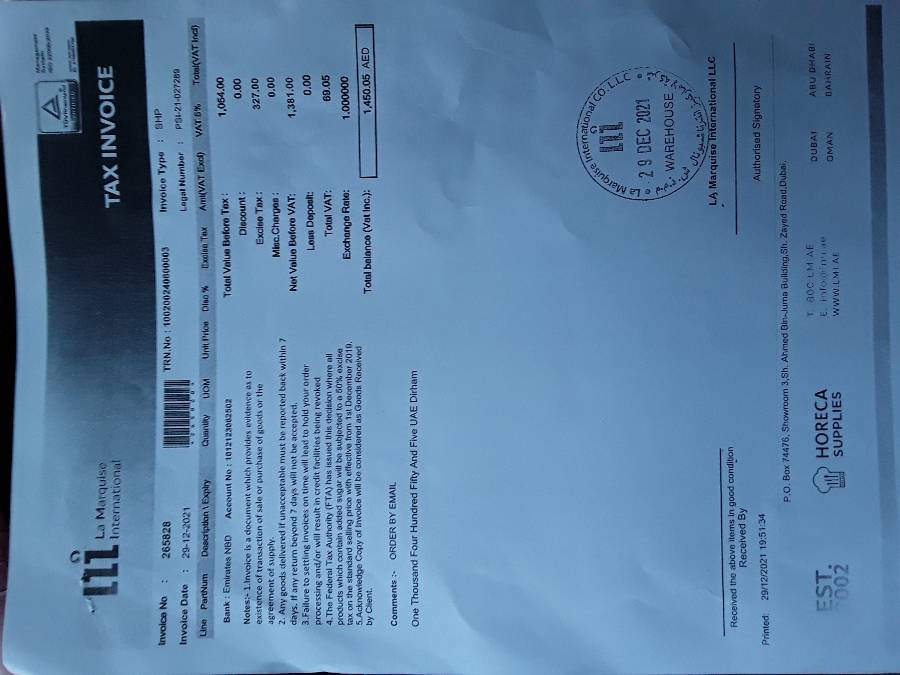 La Marquise
International
TAX INVOICE
Invoice No : 265828
TRN.No : 100200240800003
Invoice Type : SHP
Invoice Date : 29-12-2021
Legal Number : PSI-21-027289
Line PartNum Description \ Expiry Quantity UOM Unit Price Disc % Excise Tax Amt(VAT Excl) VAT 5% Total(VAT Incl)
Bank : Emirates NBD Account No : 1012123082502
Total Value Before Tax : 1,054.00
Discount : 0.00
Excise Tax : 327.00
Misc.Charges : 0.00
Net Value Before VAT: 1,381.00
Less Deposit: 0.00
Total VAT: 69.05
Exchange Rate: 1.0000000
Total balance (Vat Inc.): 1,450.05 AED
Notes:- 1.Invoice is a document which provides evidence as to
existence of transaction of sale or purchase of goods or the
agreement of supply.
2. Any goods delivered if unacceptable must be reported back within 7
days. If any return beyond 7 days will not be accepted.
3.Failure to settling invoices on time will lead to hold your order
processing and/or will result in credit facilities being revoked
4.The Federal Tax Authority (FTA) has issued this decision where all
products which contain added sugar will be subjected to a 50% excise
tax on the standard selling price with effective from 1st December 2019.
5.Acknowledge Copy of Invoice will be considered as Goods Received
by Client.
Comments :- ORDER BY EMAIL
One Thousand Four Hundred Fifty And Five UAE Dirham
La Marquise International CO. LLC
29 DEC 2021
WAREHOUSE
LA Marquise International LLC
Received the above items in good condition
Received By
Authorised Signatory
Printed: 29/12/2021 19:51:34
P.O. Box 74476, Showroom 3,Sh. Ahmed Bin-Juma Building,Sh. Zayed Road,Dubai.
EST.
2002
HORECA
SUPPLIES
T. 800 LMI AE
E. info@lmi.ae
WWW.LMI.AE
DUBAI
OMAN
ABU DHABI
BAHRAIN